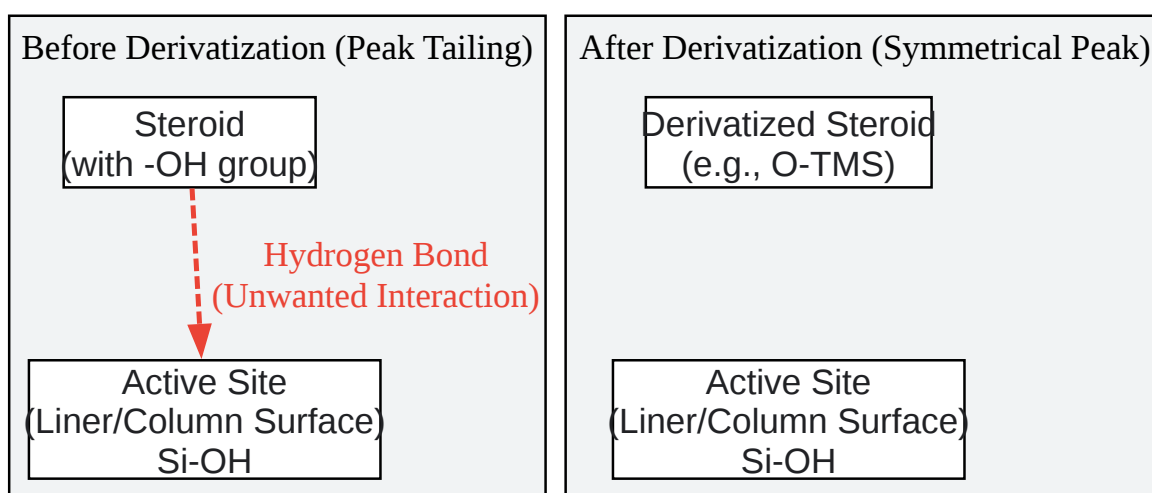 Before Derivatization (Peak Tailing)
Steroid
(with -OH group)
Hydrogen Bond
(Unwanted Interaction)
Active Site
(Liner/Column Surface)
Si-OH
After Derivatization (Symmetrical Peak)
Derivatized Steroid
(e.g., O-TMS)
Active Site
(Liner/Column Surface)
Si-OH